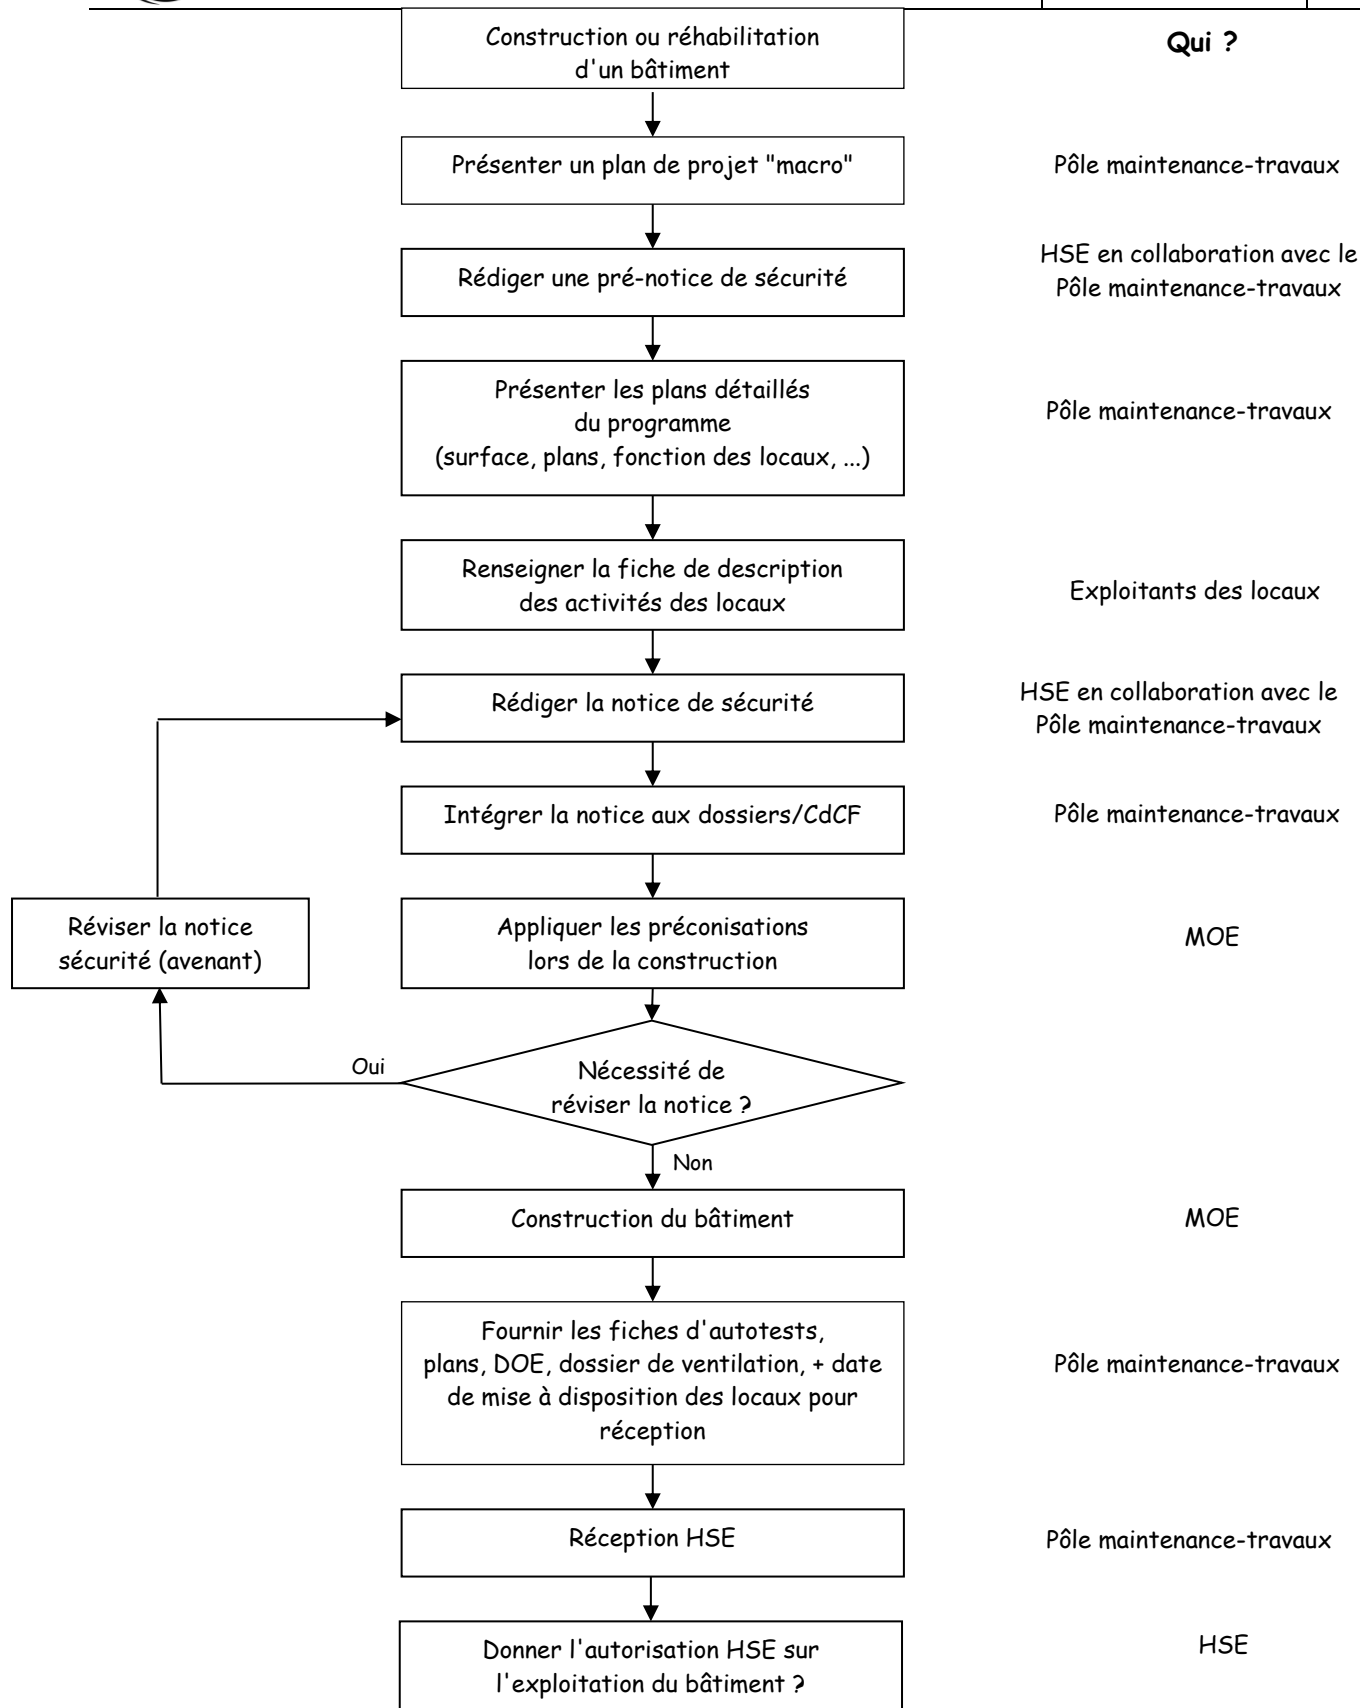 Construction ou réhabilitation
d'un bâtiment
Qui ?
Présenter un plan de projet "macro"
Pôle maintenance-travaux
Rédiger une pré-notice de sécurité
HSE en collaboration avec le
Pôle maintenance-travaux
Présenter les plans détaillés
du programme
(surface, plans, fonction des locaux, ...)
Pôle maintenance-travaux
Renseigner la fiche de description
des activités des locaux
Exploitants des locaux
Rédiger la notice de sécurité
HSE en collaboration avec le
Pôle maintenance-travaux
Intégrer la notice aux dossiers/CdCF
Pôle maintenance-travaux
Réviser la notice
sécurité (avenant)
Appliquer les préconisations
lors de la construction
MOE
Oui
Nécessité de
réviser la notice ?
Non
Construction du bâtiment
MOE
Fournir les fiches d'autotests,
plans, DOE, dossier de ventilation, + date
de mise à disposition des locaux pour
réception
Pôle maintenance-travaux
Réception HSE
Pôle maintenance-travaux
Donner l'autorisation HSE sur
l'exploitation du bâtiment ?
HSE